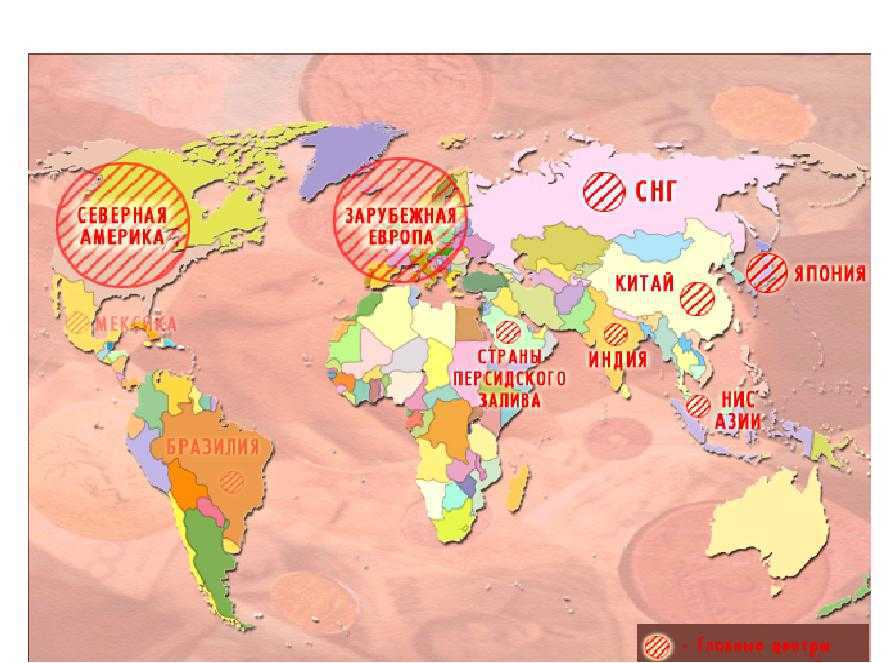 СЕВЕРНАЯ
АМЕРИКА
ЗАРУБЕЖНАЯ
ЕВРОПА
СНГ
КИТАЙ
ЯПОНИЯ
МЕКСИКА
СТРАНЫ
ПЕРСИДСКОГО
ЗАЛИВА
ИНДИЯ
НИС
АЗИИ
БРАЗИЛИЯ
- Главные центры